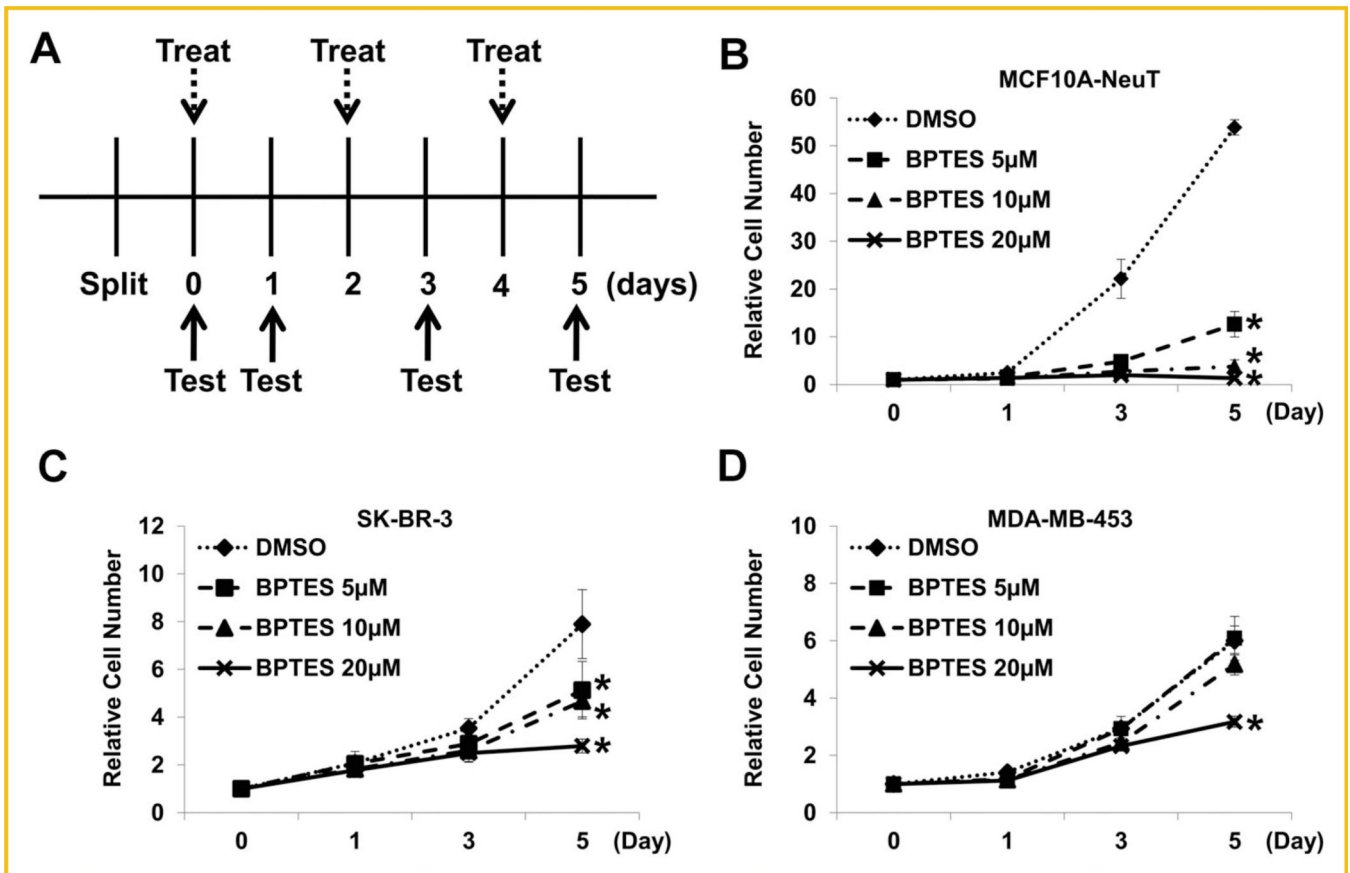 A
Treat Treat Treat
Split 0 1 2 3 4 5 (days)
Test Test Test Test
B
MCF10A-NeuT
Relative Cell Number
60
50
40
30
20
10
0
DMSO
BPTES 5µM
BPTES 10µM
BPTES 20µM
*
*
*
0 1 3 5 (Day)
C
SK-BR-3
Relative Cell Number
12
10
8
6
4
2
0
DMSO
BPTES 5µM
BPTES 10µM
BPTES 20µM
*
*
*
0 1 3 5 (Day)
D
MDA-MB-453
Relative Cell Number
10
8
6
4
2
0
DMSO
BPTES 5µM
BPTES 10µM
BPTES 20µM
*
0 1 3 5 (Day)